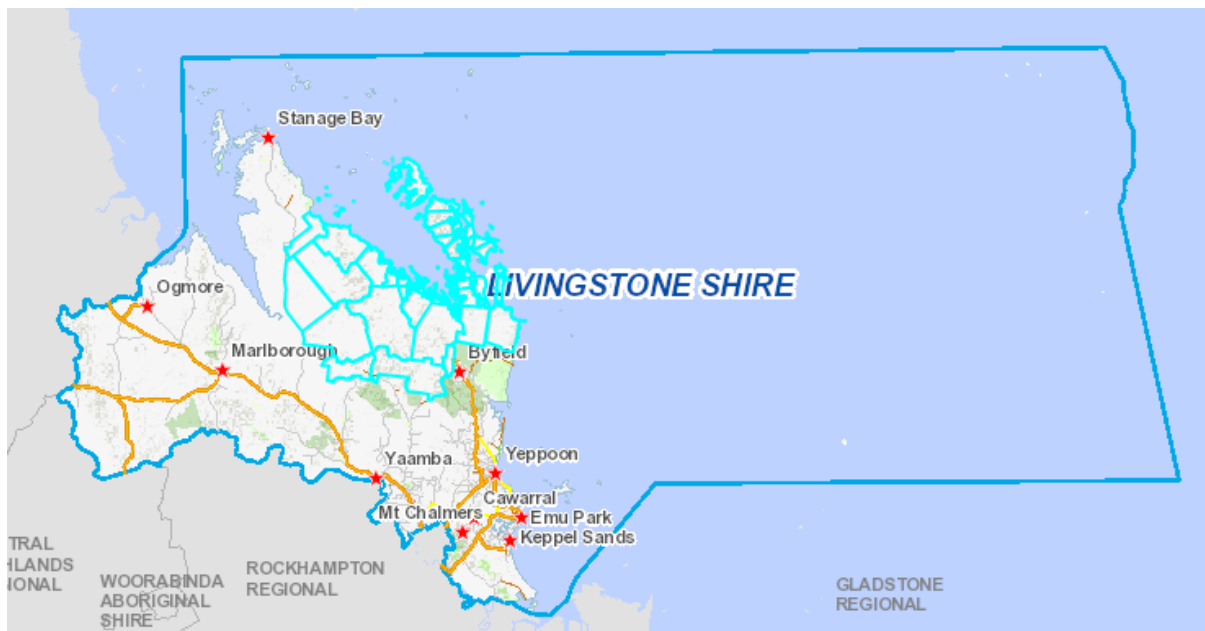 Stanage Bay
LIVINGSTONE SHIRE
Ogmore
Marlborough
Byfield
Yaamba
Yeppoon
Cawarral
Mt Chalmers
Emu Park
Keppel Sands
TRAL
HLANDS
IONAL
WOORABINDA
ABORIGINAL
SHIRE
ROCKHAMPTON
REGIONAL
GLADSTONE
REGIONAL